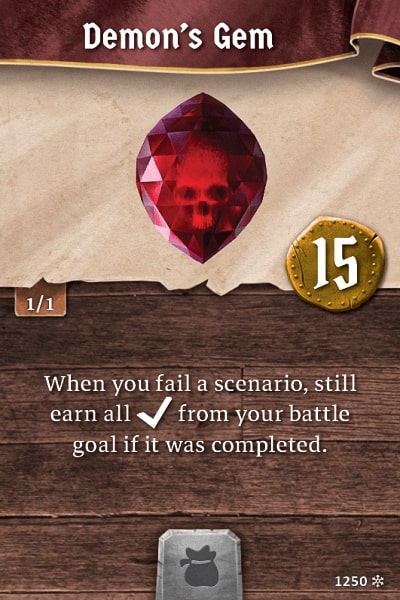 Demon's Gem
15
1/1
When you fail a scenario, still
earn all ✓ from your battle
goal if it was completed.
1250 ✻